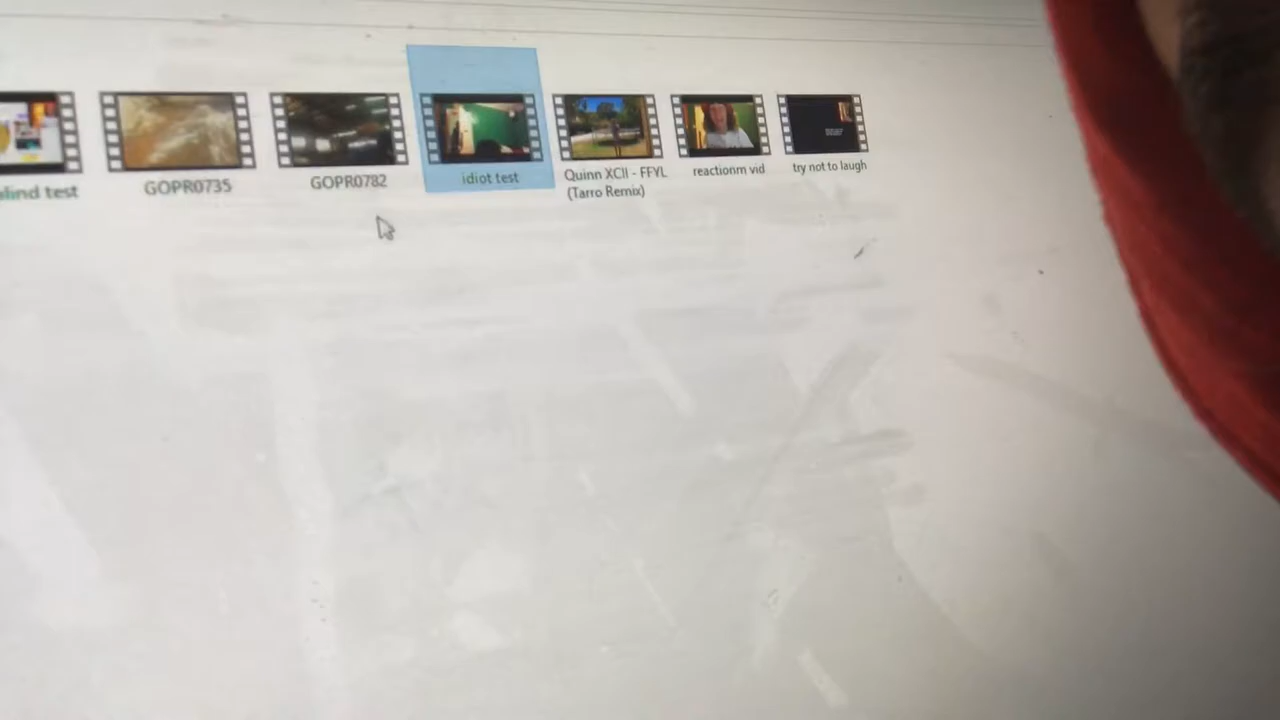 blind test
GOPR0735
GOPR0782
idiot test
Quinn XCII - FFYL
(Tarro Remix)
reactionm vid
try not to laugh